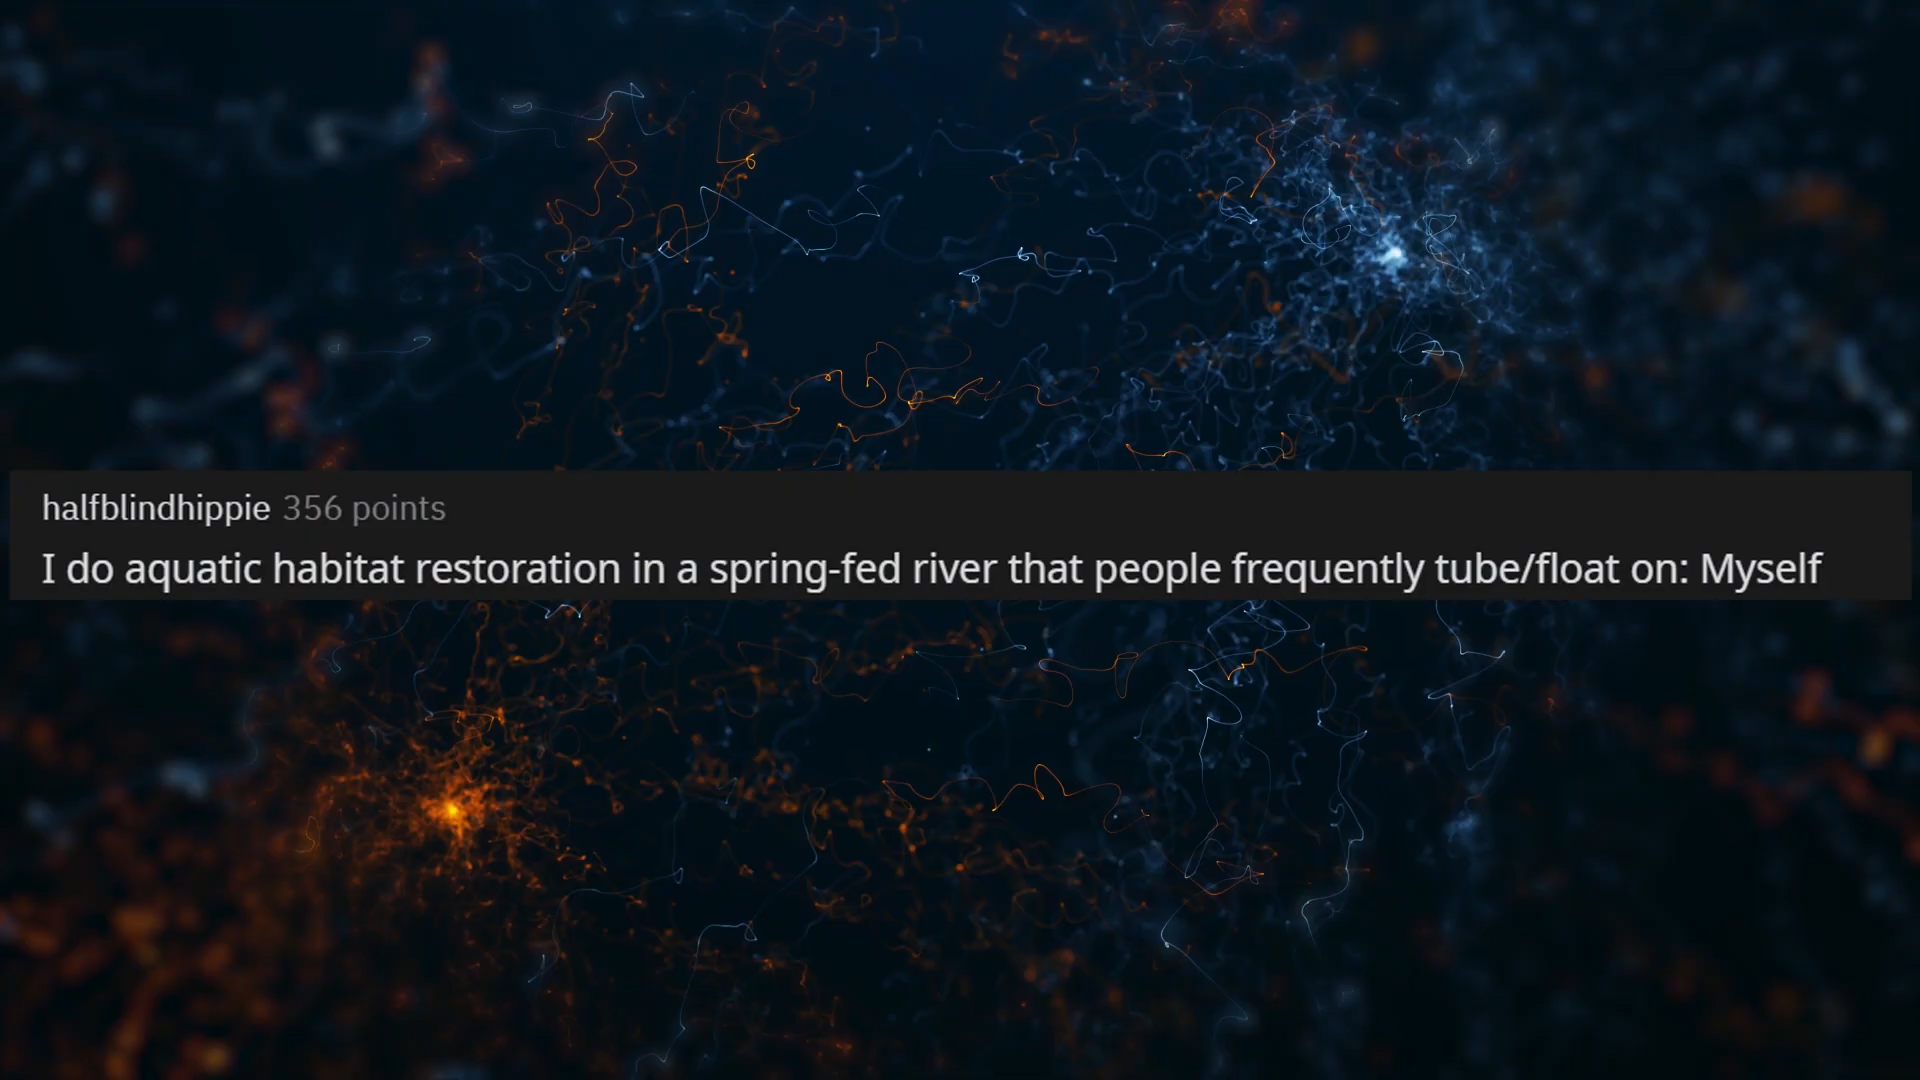 halfblindhippie 356 points
I do aquatic habitat restoration in a spring-fed river that people frequently tube/float on: Myself